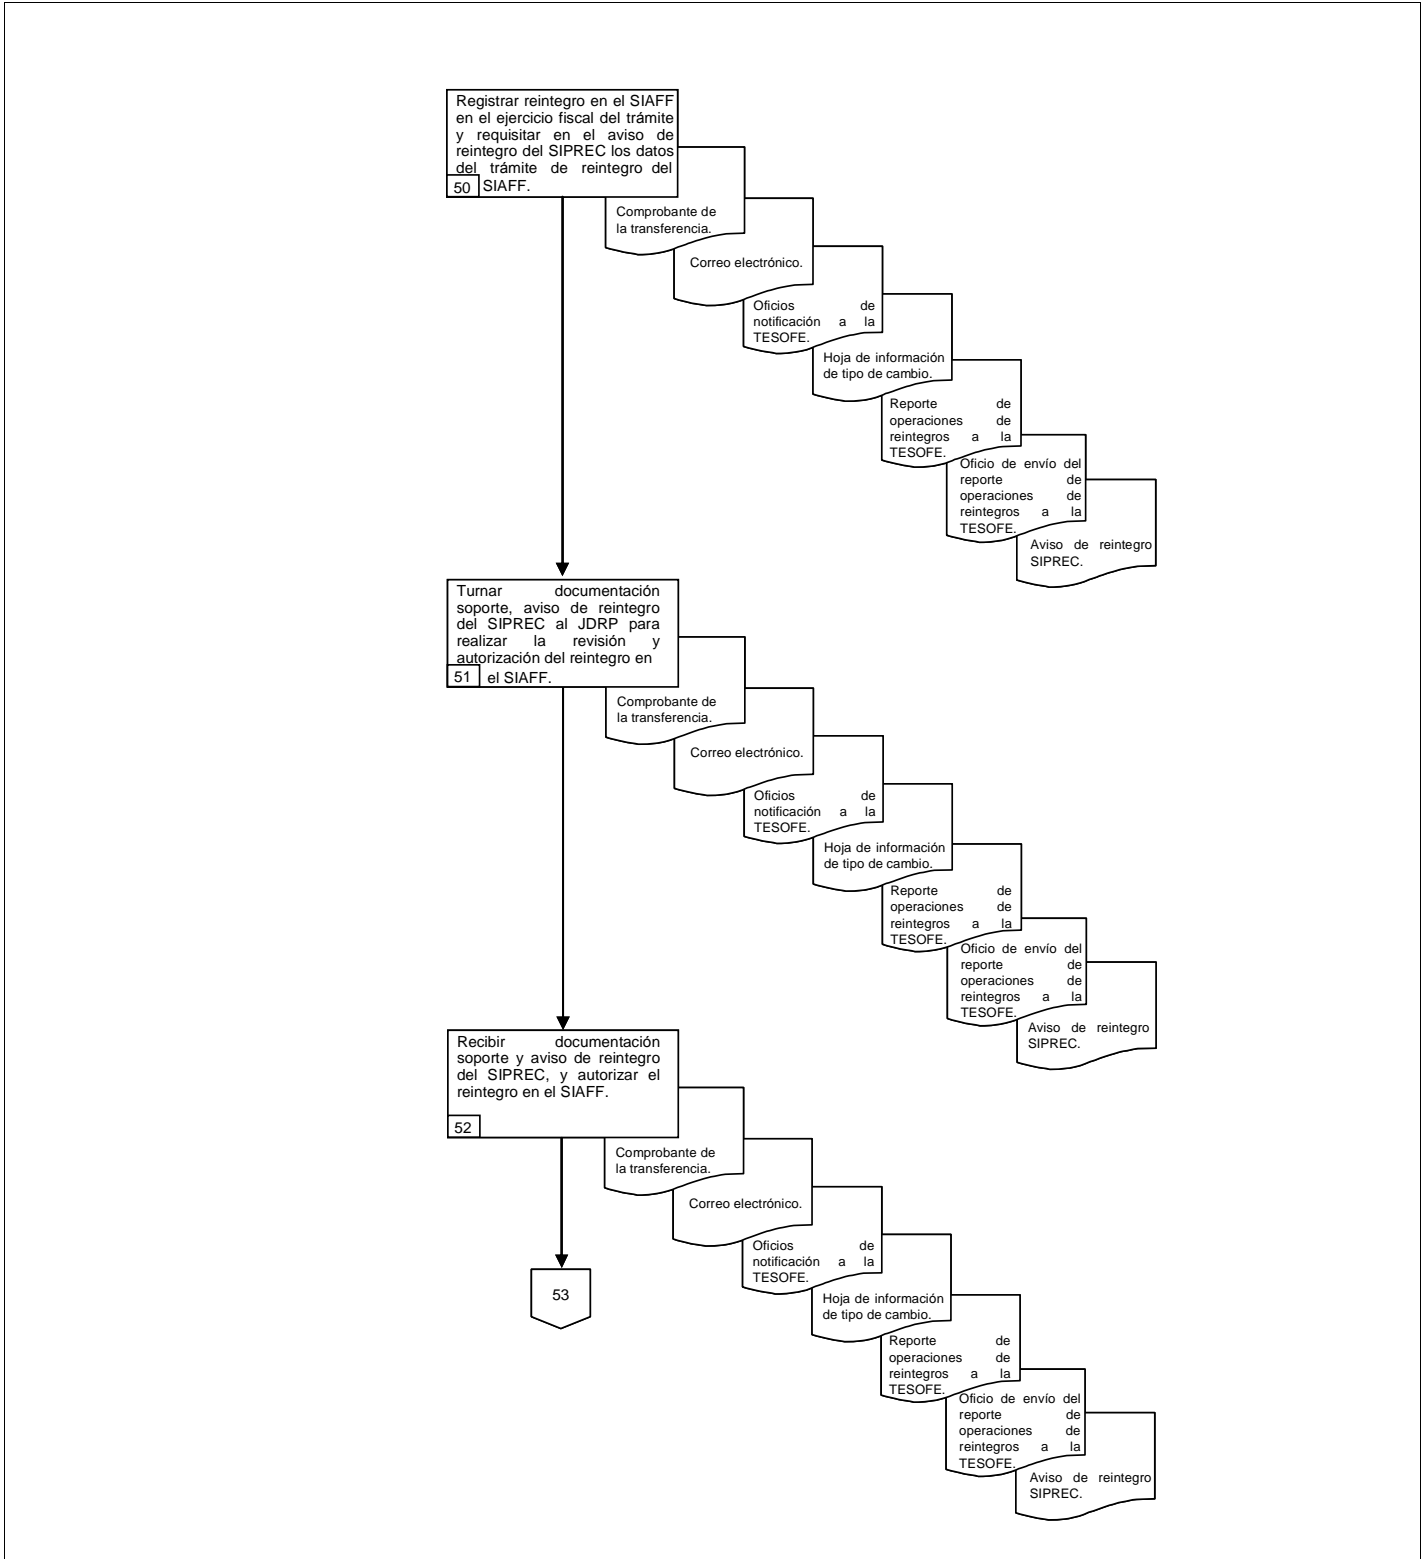 Registrar reintegro en el SIAFF
en el ejercicio fiscal del trámite
y requisitar en el aviso de
reintegro del SIPREC los datos
del trámite de reintegro del
50 SIAFF.
Comprobante de
la transferencia.
Correo electrónico.
Oficios de
notificación a la
TESOFE.
Hoja de información
de tipo de cambio.
Reporte de
operaciones de
reintegros a la
TESOFE.
Oficio de envío del
reporte de
operaciones de
reintegros a la
TESOFE.
Aviso de reintegro
SIPREC.
Turnar documentación
soporte, aviso de reintegro
del SIPREC al JDRP para
realizar la revisión y
autorización del reintegro en
51 el SIAFF.
Comprobante de
la transferencia.
Correo electrónico.
Oficios de
notificación a la
TESOFE.
Hoja de información
de tipo de cambio.
Reporte de
operaciones de
reintegros a la
TESOFE.
Oficio de envío del
reporte de
operaciones de
reintegros a la
TESOFE.
Aviso de reintegro
SIPREC.
Recibir documentación
soporte y aviso de reintegro
del SIPREC, y autorizar el
reintegro en el SIAFF.
52
Comprobante de
la transferencia.
Correo electrónico.
Oficios de
notificación a la
TESOFE.
Hoja de información
de tipo de cambio.
Reporte de
operaciones de
reintegros a la
TESOFE.
Oficio de envío del
reporte de
operaciones de
reintegros a la
TESOFE.
Aviso de reintegro
SIPREC.
53